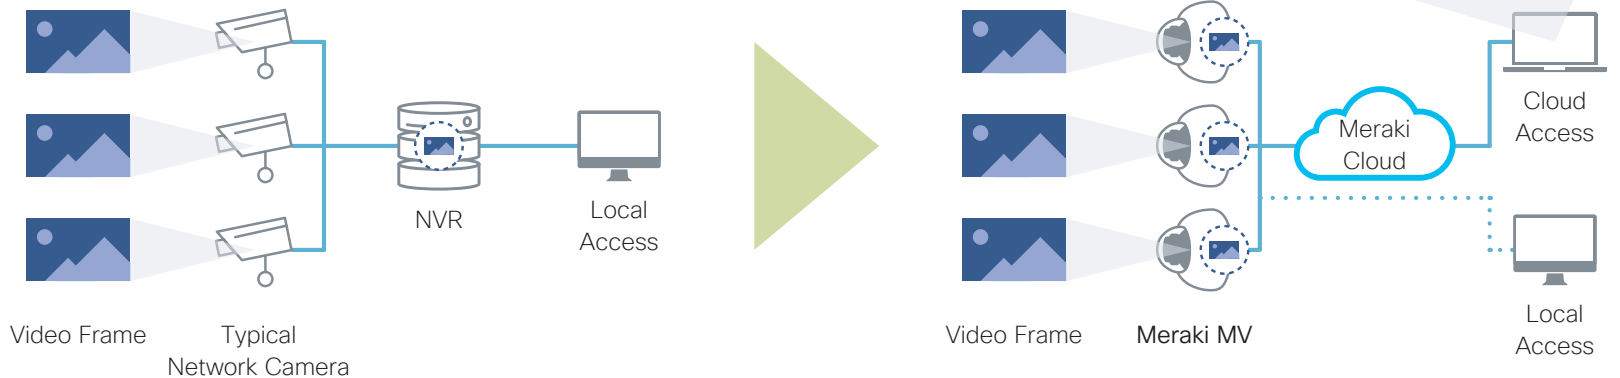 NVR
Local
Access
Video Frame
Typical
Network Camera
Meraki
Cloud
Cloud
Access
Video Frame
Meraki MV
Local
Access